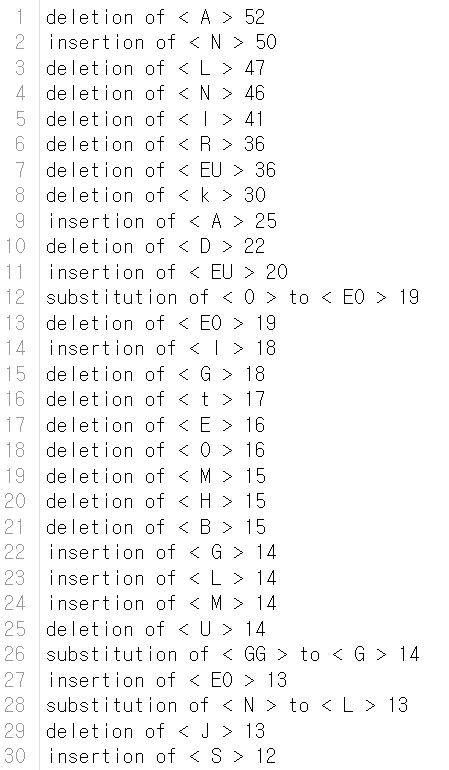 1 deletion of < A > 52
2 insertion of < N > 50
3 deletion of < L > 47
4 deletion of < N > 46
5 deletion of < I > 41
6 deletion of < R > 36
7 deletion of < EU > 36
8 deletion of < k > 30
9 insertion of < A > 25
10 deletion of < D > 22
11 insertion of < EU > 20
12 substitution of < O > to < EO > 19
13 deletion of < EO > 19
14 insertion of < I > 18
15 deletion of < G > 18
16 deletion of < t > 17
17 deletion of < E > 16
18 deletion of < O > 16
19 deletion of < M > 15
20 deletion of < H > 15
21 deletion of < B > 15
22 insertion of < G > 14
23 insertion of < L > 14
24 insertion of < M > 14
25 deletion of < U > 14
26 substitution of < GG > to < G > 14
27 insertion of < EO > 13
28 substitution of < N > to < L > 13
29 deletion of < J > 13
30 insertion of < S > 12